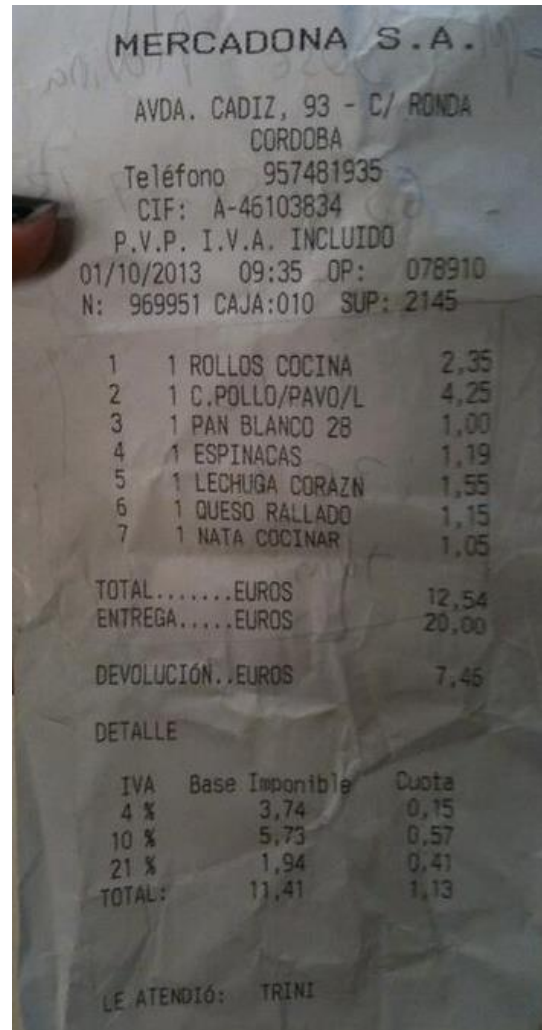 MERCADONA S.A.
AVDA. CADIZ, 93 - C/ RONDA
CORDOBA
Teléfono 957481935
CIF: A-46103834
P.V.P. I.V.A. INCLUIDO
01/10/2013 09:35 OP: 078910
N: 969951 CAJA:010 SUP: 2145
1 1 ROLLOS COCINA 2,35
2 1 C.POLLO/PAVO/L 4,25
3 1 PAN BLANCO 28 1,00
4 1 ESPINACAS 1,19
5 1 LECHUGA CORAZN 1,55
6 1 QUESO RALLADO 1,15
7 1 NATA COCINAR 1,05
TOTAL.......EUROS 12,54
ENTREGA.....EUROS 20,00
DEVOLUCIÓN..EUROS 7,46
DETALLE
IVA Base Imponible Cuota
4 % 3,74 0,15
10 % 5,73 0,57
21 % 1,94 0,41
TOTAL: 11,41 1,13
LE ATENDIÓ: TRINI